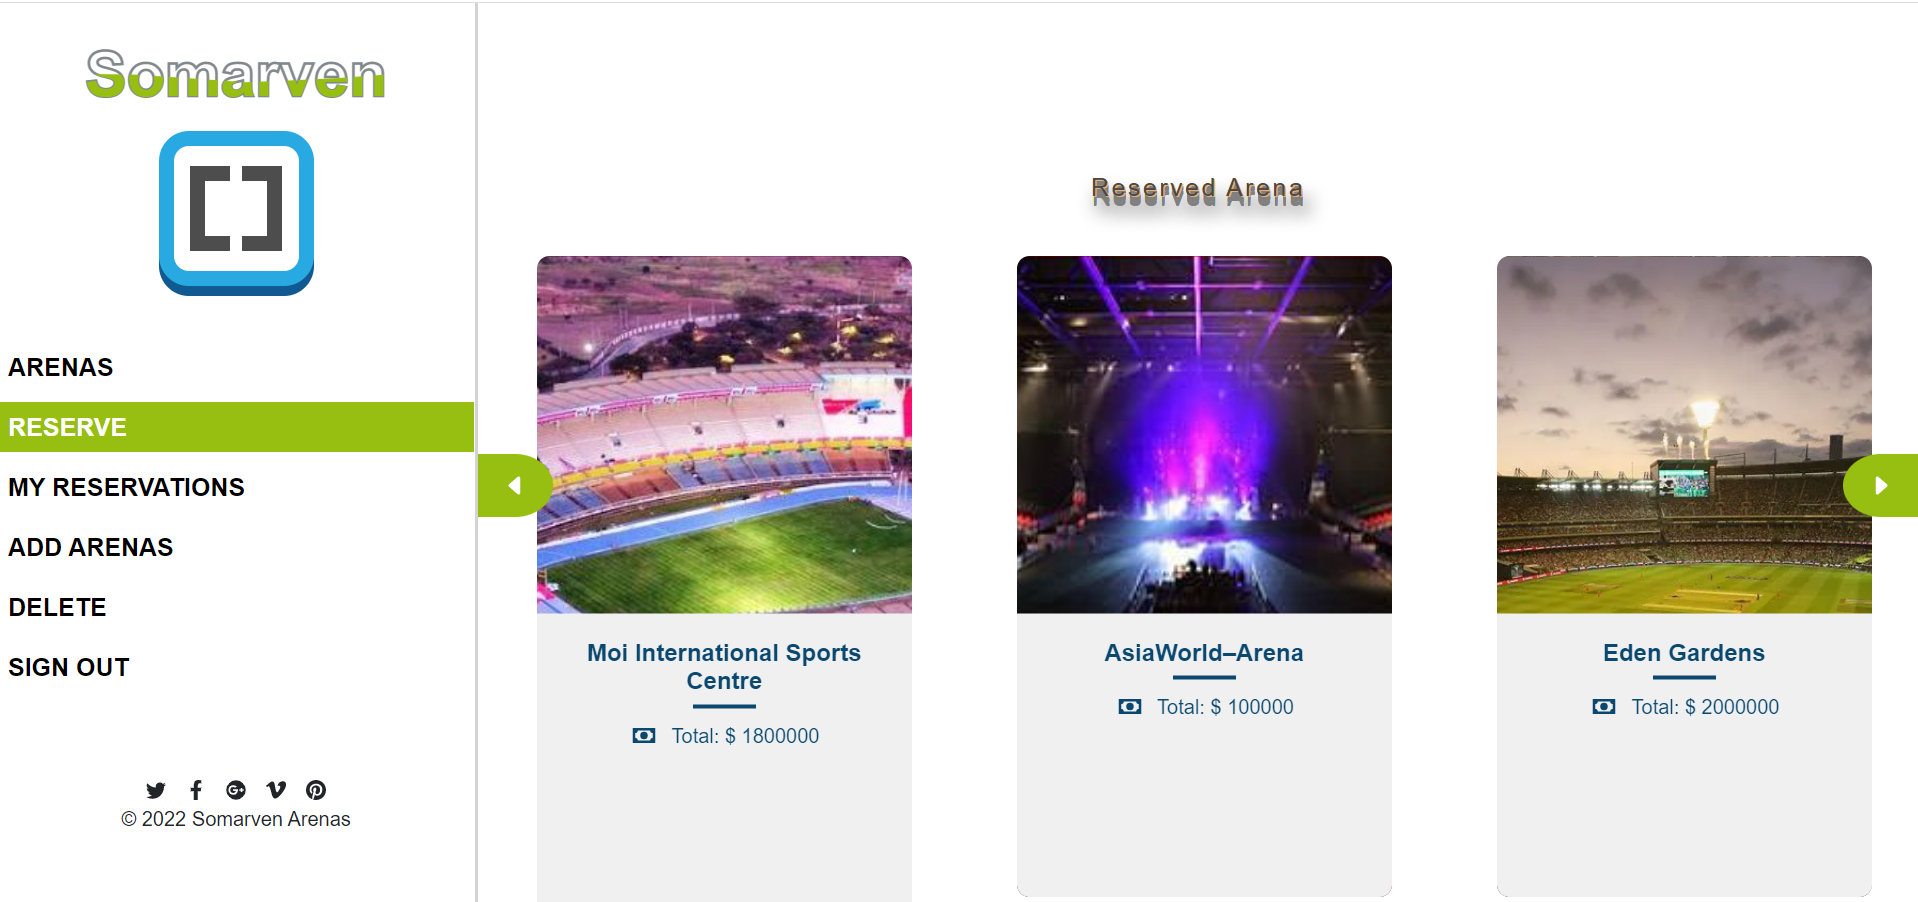 Somarven
ARENAS
RESERVE
MY RESERVATIONS
ADD ARENAS
DELETE
SIGN OUT
© 2022 Somarven Arenas
Reserved Arena
Moi International Sports
Centre
Total: $ 1800000
AsiaWorld–Arena
Total: $ 100000
Eden Gardens
Total: $ 2000000